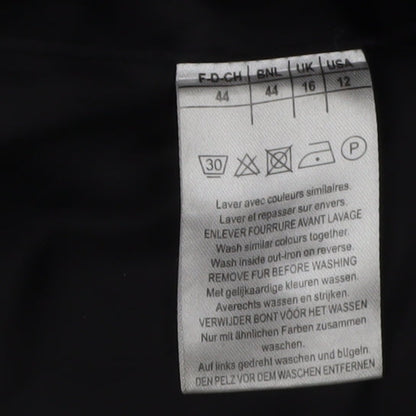 F-D-CH BNL UK USA
44 44 16 12
30 P
Laver avec couleurs similaires.
Laver et repasser sur envers.
ENLEVER FOURRURE AVANT LAVAGE
Wash similar colours together.
Wash inside out-iron on reverse.
REMOVE FUR BEFORE WASHING
Met gelijkaardige kleuren wassen.
Averechts wassen en strijken.
VERWIJDER BONT VÓÓR HET WASSEN
Nur mit ähnlichen Farben zusammen
waschen.
Auf links gedreht waschen und bügeln.
DEN PELZ VOR DEM WASCHEN ENTFERNEN